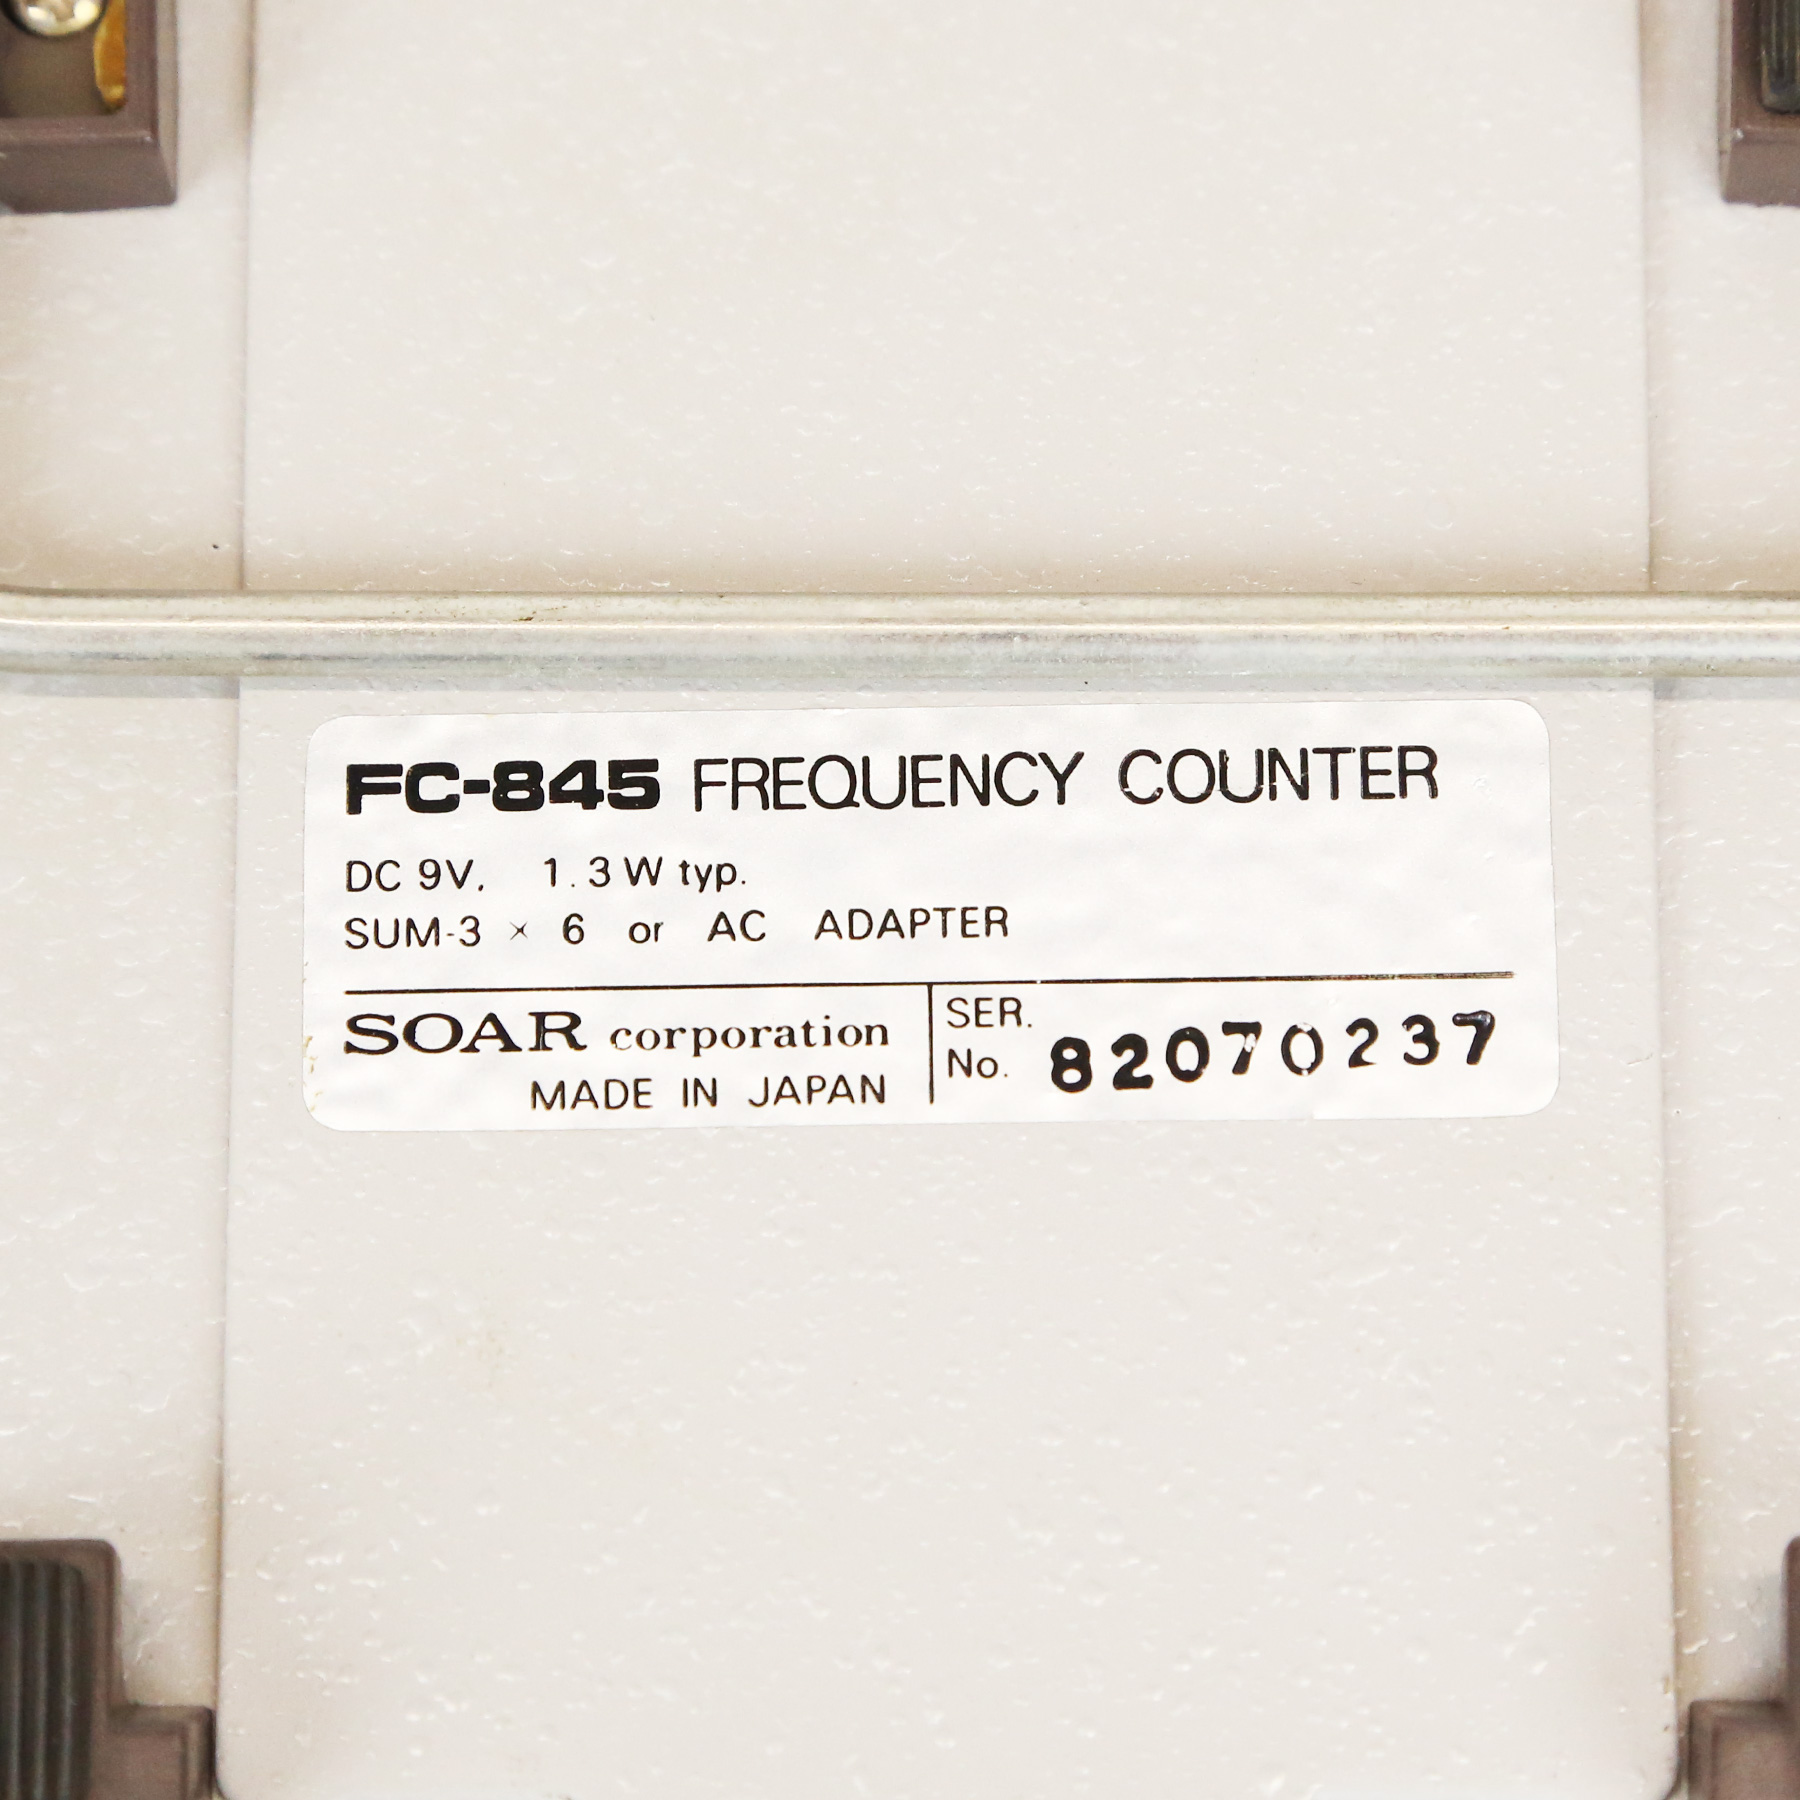 FC-845 FREQUENCY COUNTER
DC 9V. 1.3 W typ.
SUM-3 × 6 or AC ADAPTER
SOAR corporation
MADE IN JAPAN
SER.
No. 82070237